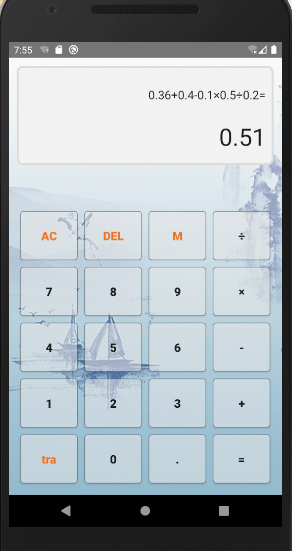 7:55
0.36+0.4-0.1×0.5÷0.2=
0.51
AC DEL M ÷
7 8 9 ×
4 5 6 -
1 2 3 +
tra 0 . =